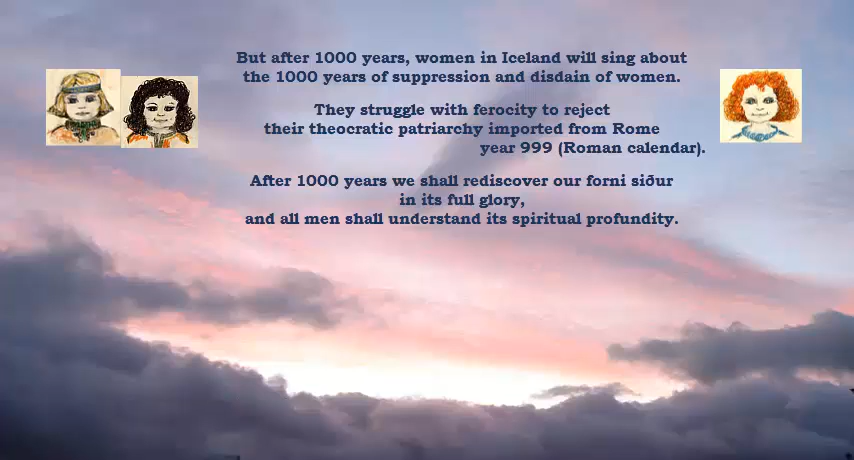 But after 1000 years, women in Iceland will sing about
the 1000 years of suppression and disdain of women.
They struggle with ferocity to reject
their theocratic patriarchy imported from Rome
year 999 (Roman calendar).
After 1000 years we shall rediscover our forni siður
in its full glory,
and all men shall understand its spiritual profundity.